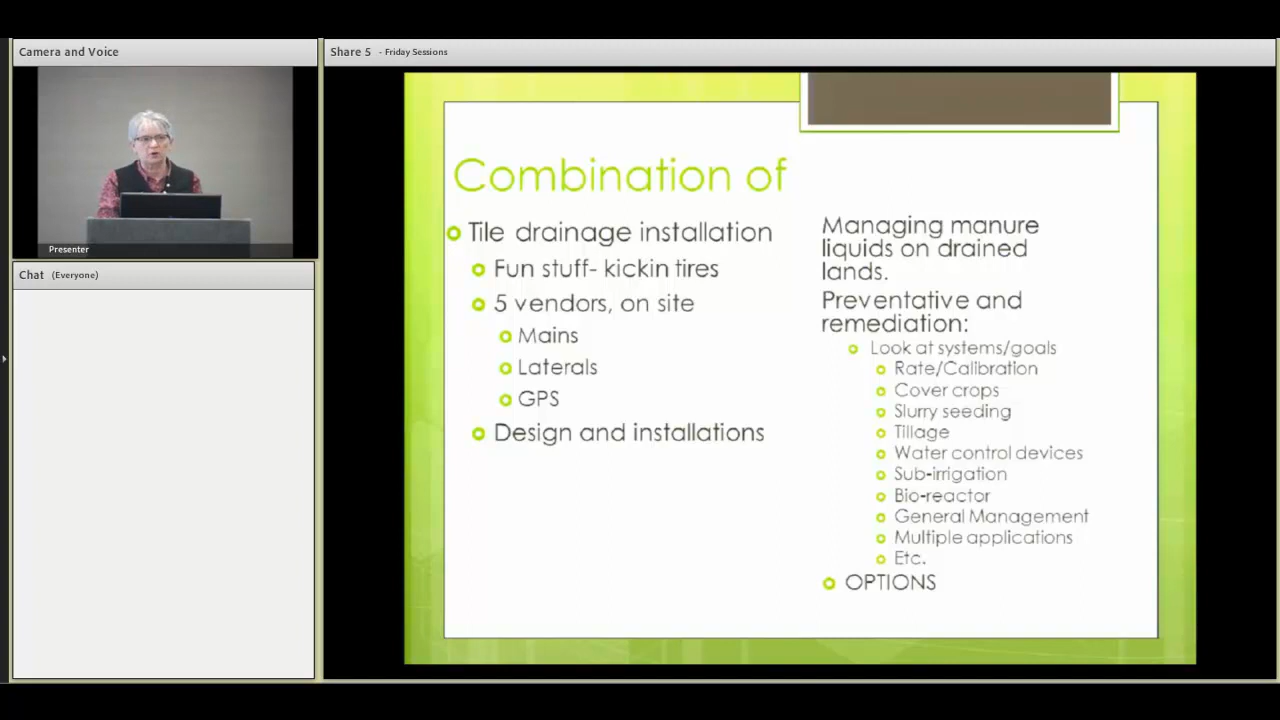 Camera and Voice
Share 5 - Friday Sessions
Presenter
Chat (Everyone)
Combination of
Tile drainage installation
Fun stuff- kickin tires
5 vendors, on site
Mains
Laterals
GPS
Design and installations
Managing manure
liquids on drained
lands.
Preventative and
remediation:
Look at systems/goals
Rate/Calibration
Cover crops
Slurry seeding
Tillage
Water control devices
Sub-irrigation
Bio-reactor
General Management
Multiple applications
Etc.
OPTIONS